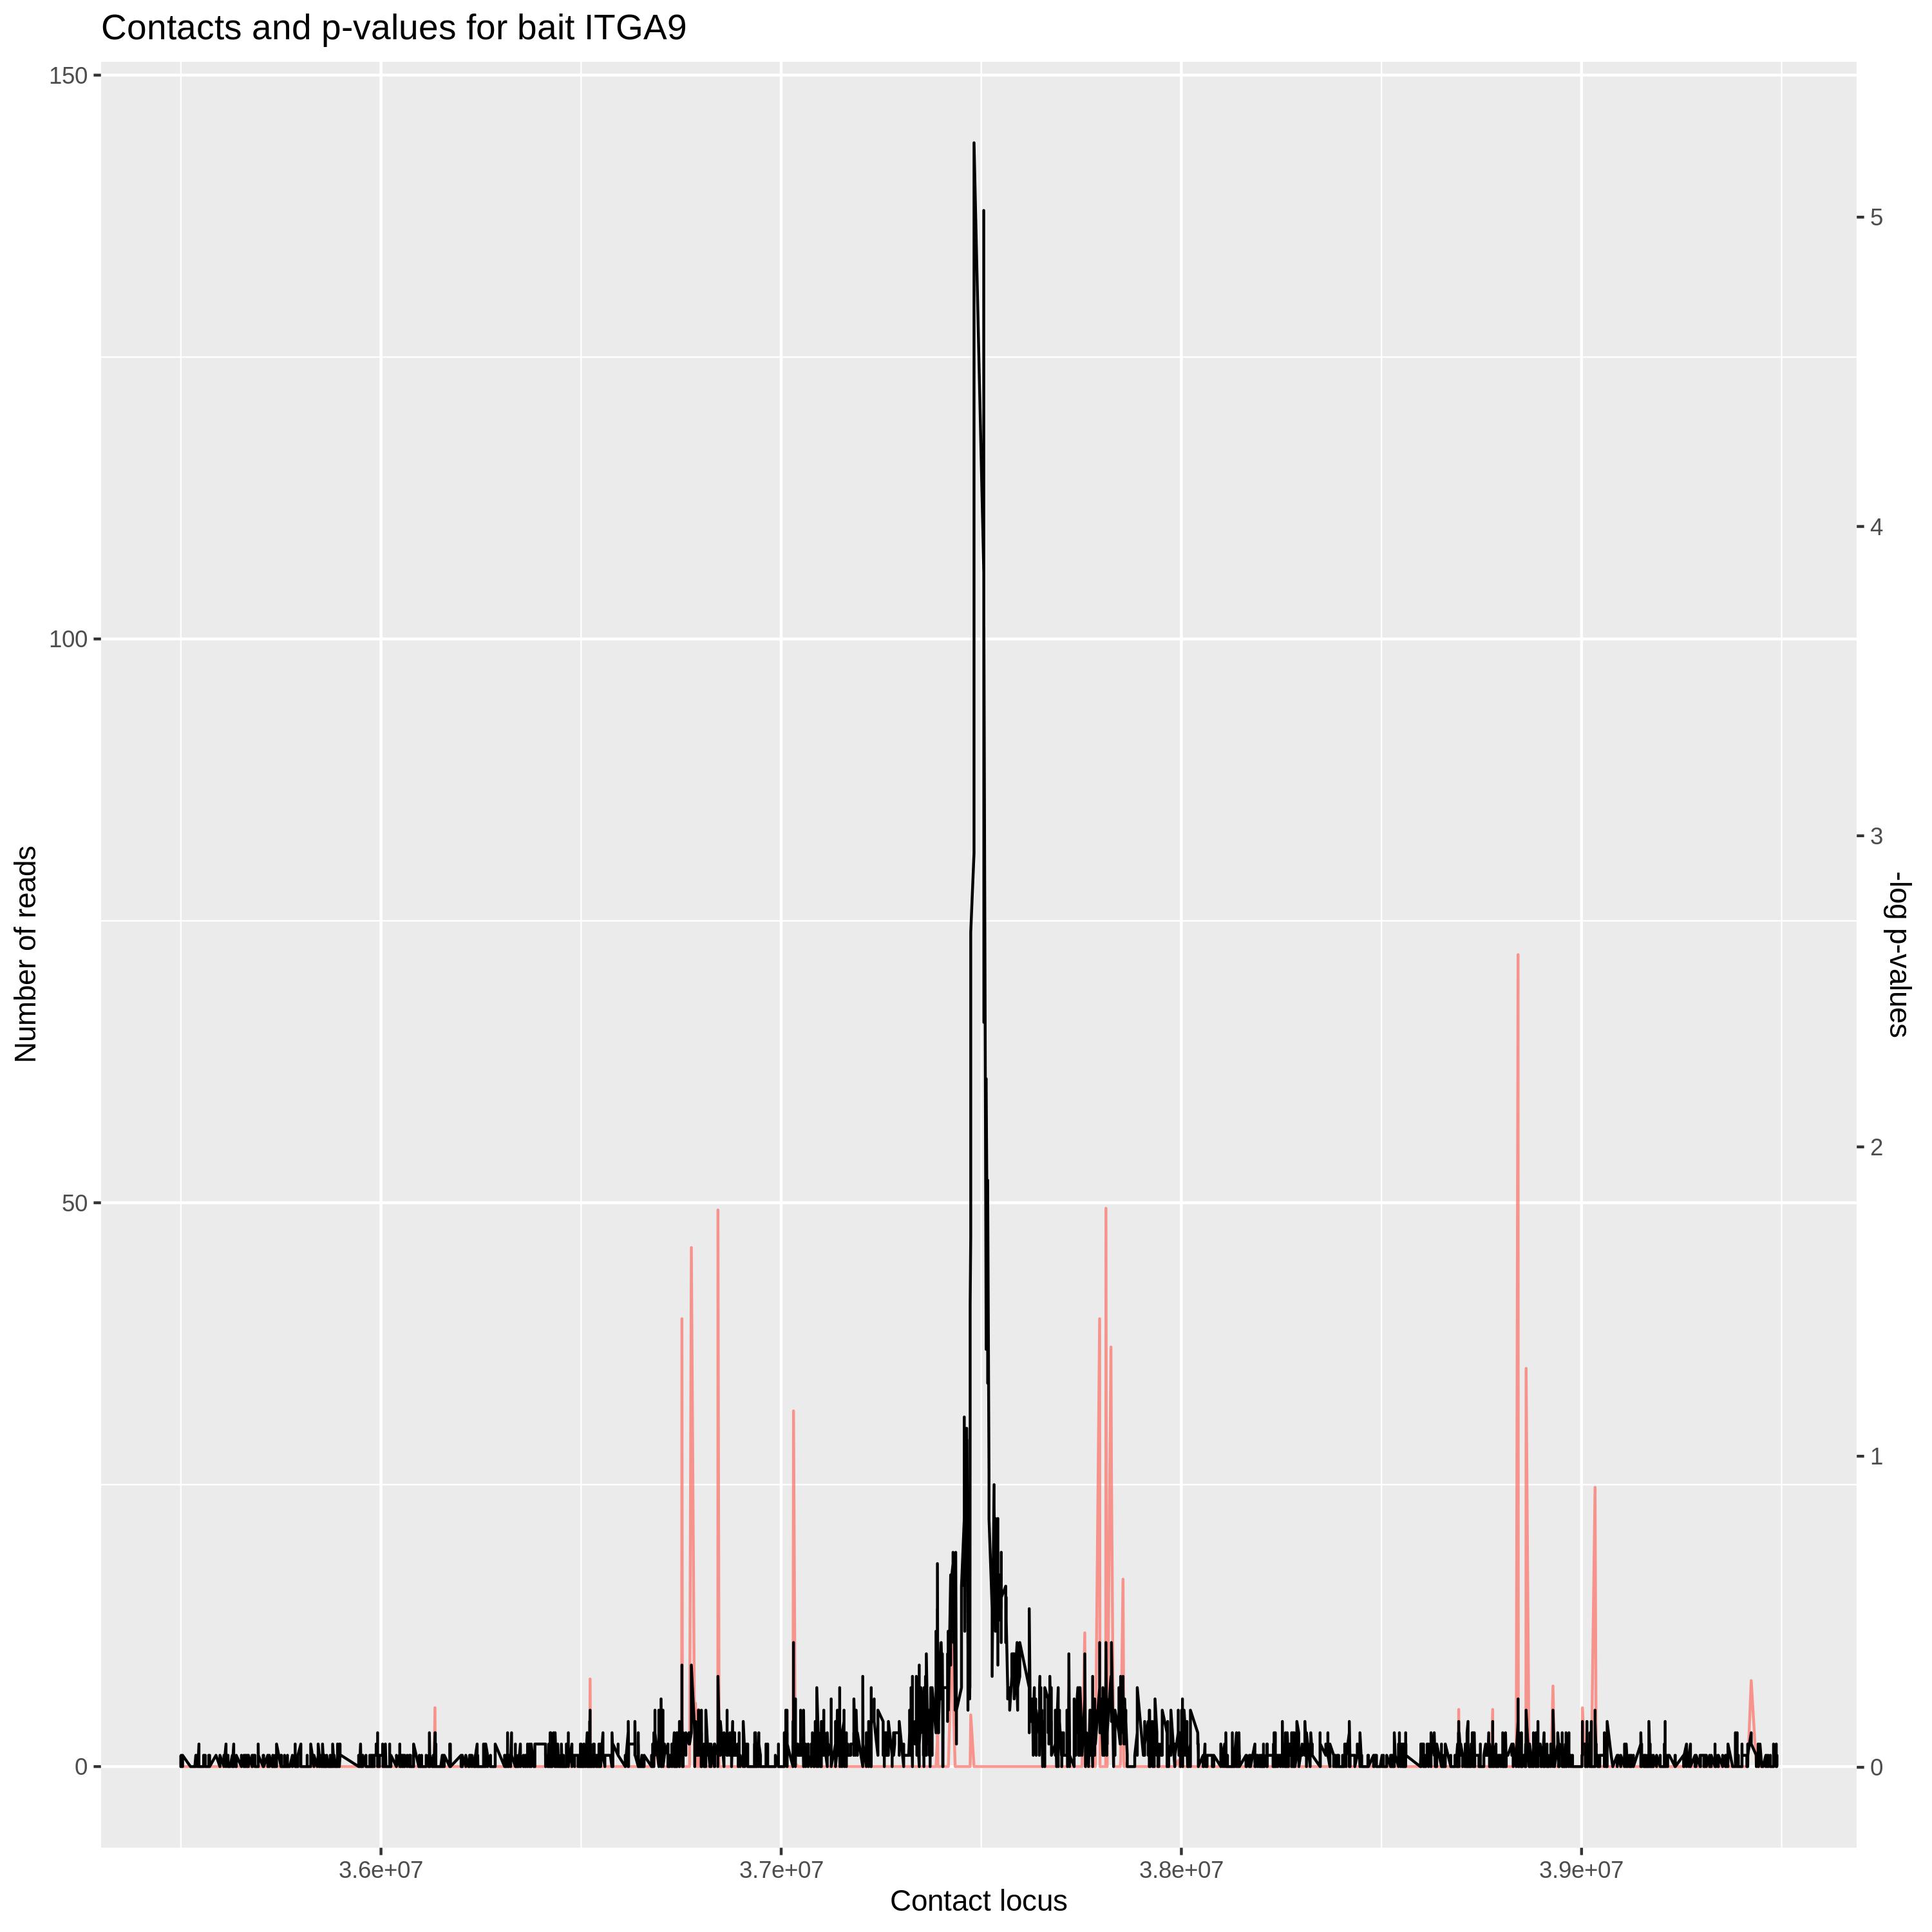 Contacts and p-values for bait ITGA9
150
100
50
0
Number of reads
5
4
3
2
1
0
-log p-values
3.6e+07
3.7e+07
3.8e+07
3.9e+07
Contact locus